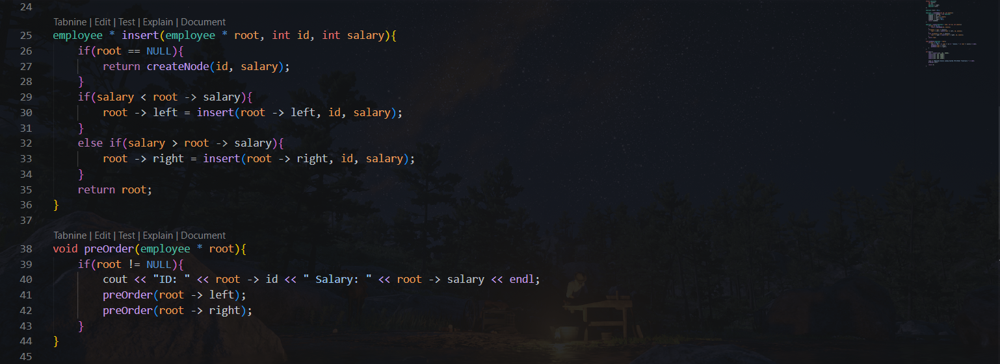 24
Tabnine | Edit | Test | Explain | Document
25 employee * insert(employee * root, int id, int salary){
26 if(root == NULL){
27 return createNode(id, salary);
28 }
29 if(salary < root -> salary){
30 root -> left = insert(root -> left, id, salary);
31 }
32 else if(salary > root -> salary){
33 root -> right = insert(root -> right, id, salary);
34 }
35 return root;
36 }
37
Tabnine | Edit | Test | Explain | Document
38 void preOrder(employee * root){
39 if(root != NULL){
40 cout << "ID: " << root -> id << " Salary: " << root -> salary << endl;
41 preOrder(root -> left);
42 preOrder(root -> right);
43 }
44 }
45